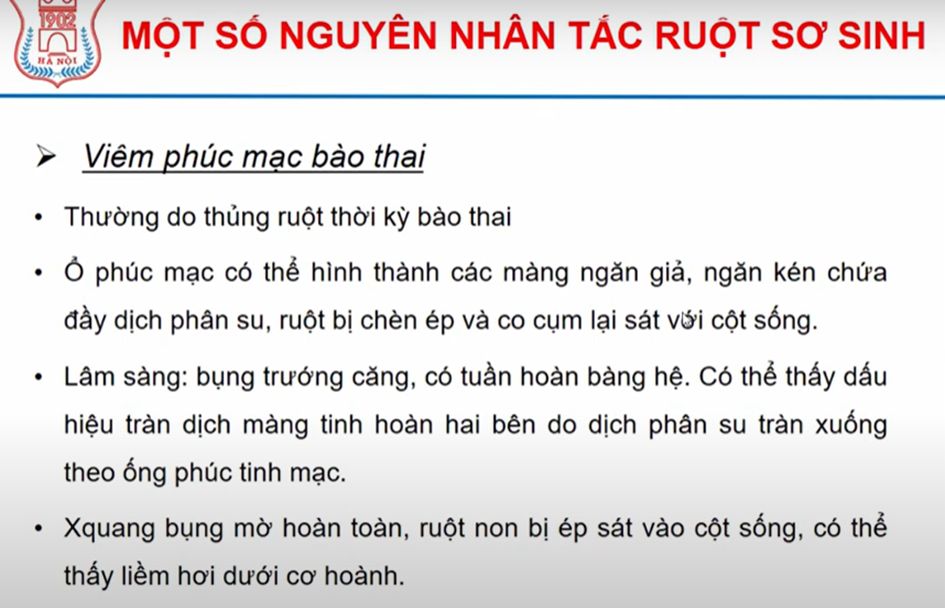 1902
HÀ NỘI
MỘT SỐ NGUYÊN NHÂN TẮC RUỘT SƠ SINH
➤ Viêm phúc mạc bào thai
• Thường do thủng ruột thời kỳ bào thai
• Ổ phúc mạc có thể hình thành các màng ngăn giả, ngăn kén chứa
đầy dịch phân su, ruột bị chèn ép và co cụm lại sát với cột sống.
• Lâm sàng: bụng trướng căng, có tuần hoàn bàng hệ. Có thể thấy dấu
hiệu tràn dịch màng tinh hoàn hai bên do dịch phân su tràn xuống
theo ống phúc tinh mạc.
• Xquang bụng mờ hoàn toàn, ruột non bị ép sát vào cột sống, có thể
thấy liềm hơi dưới cơ hoành.